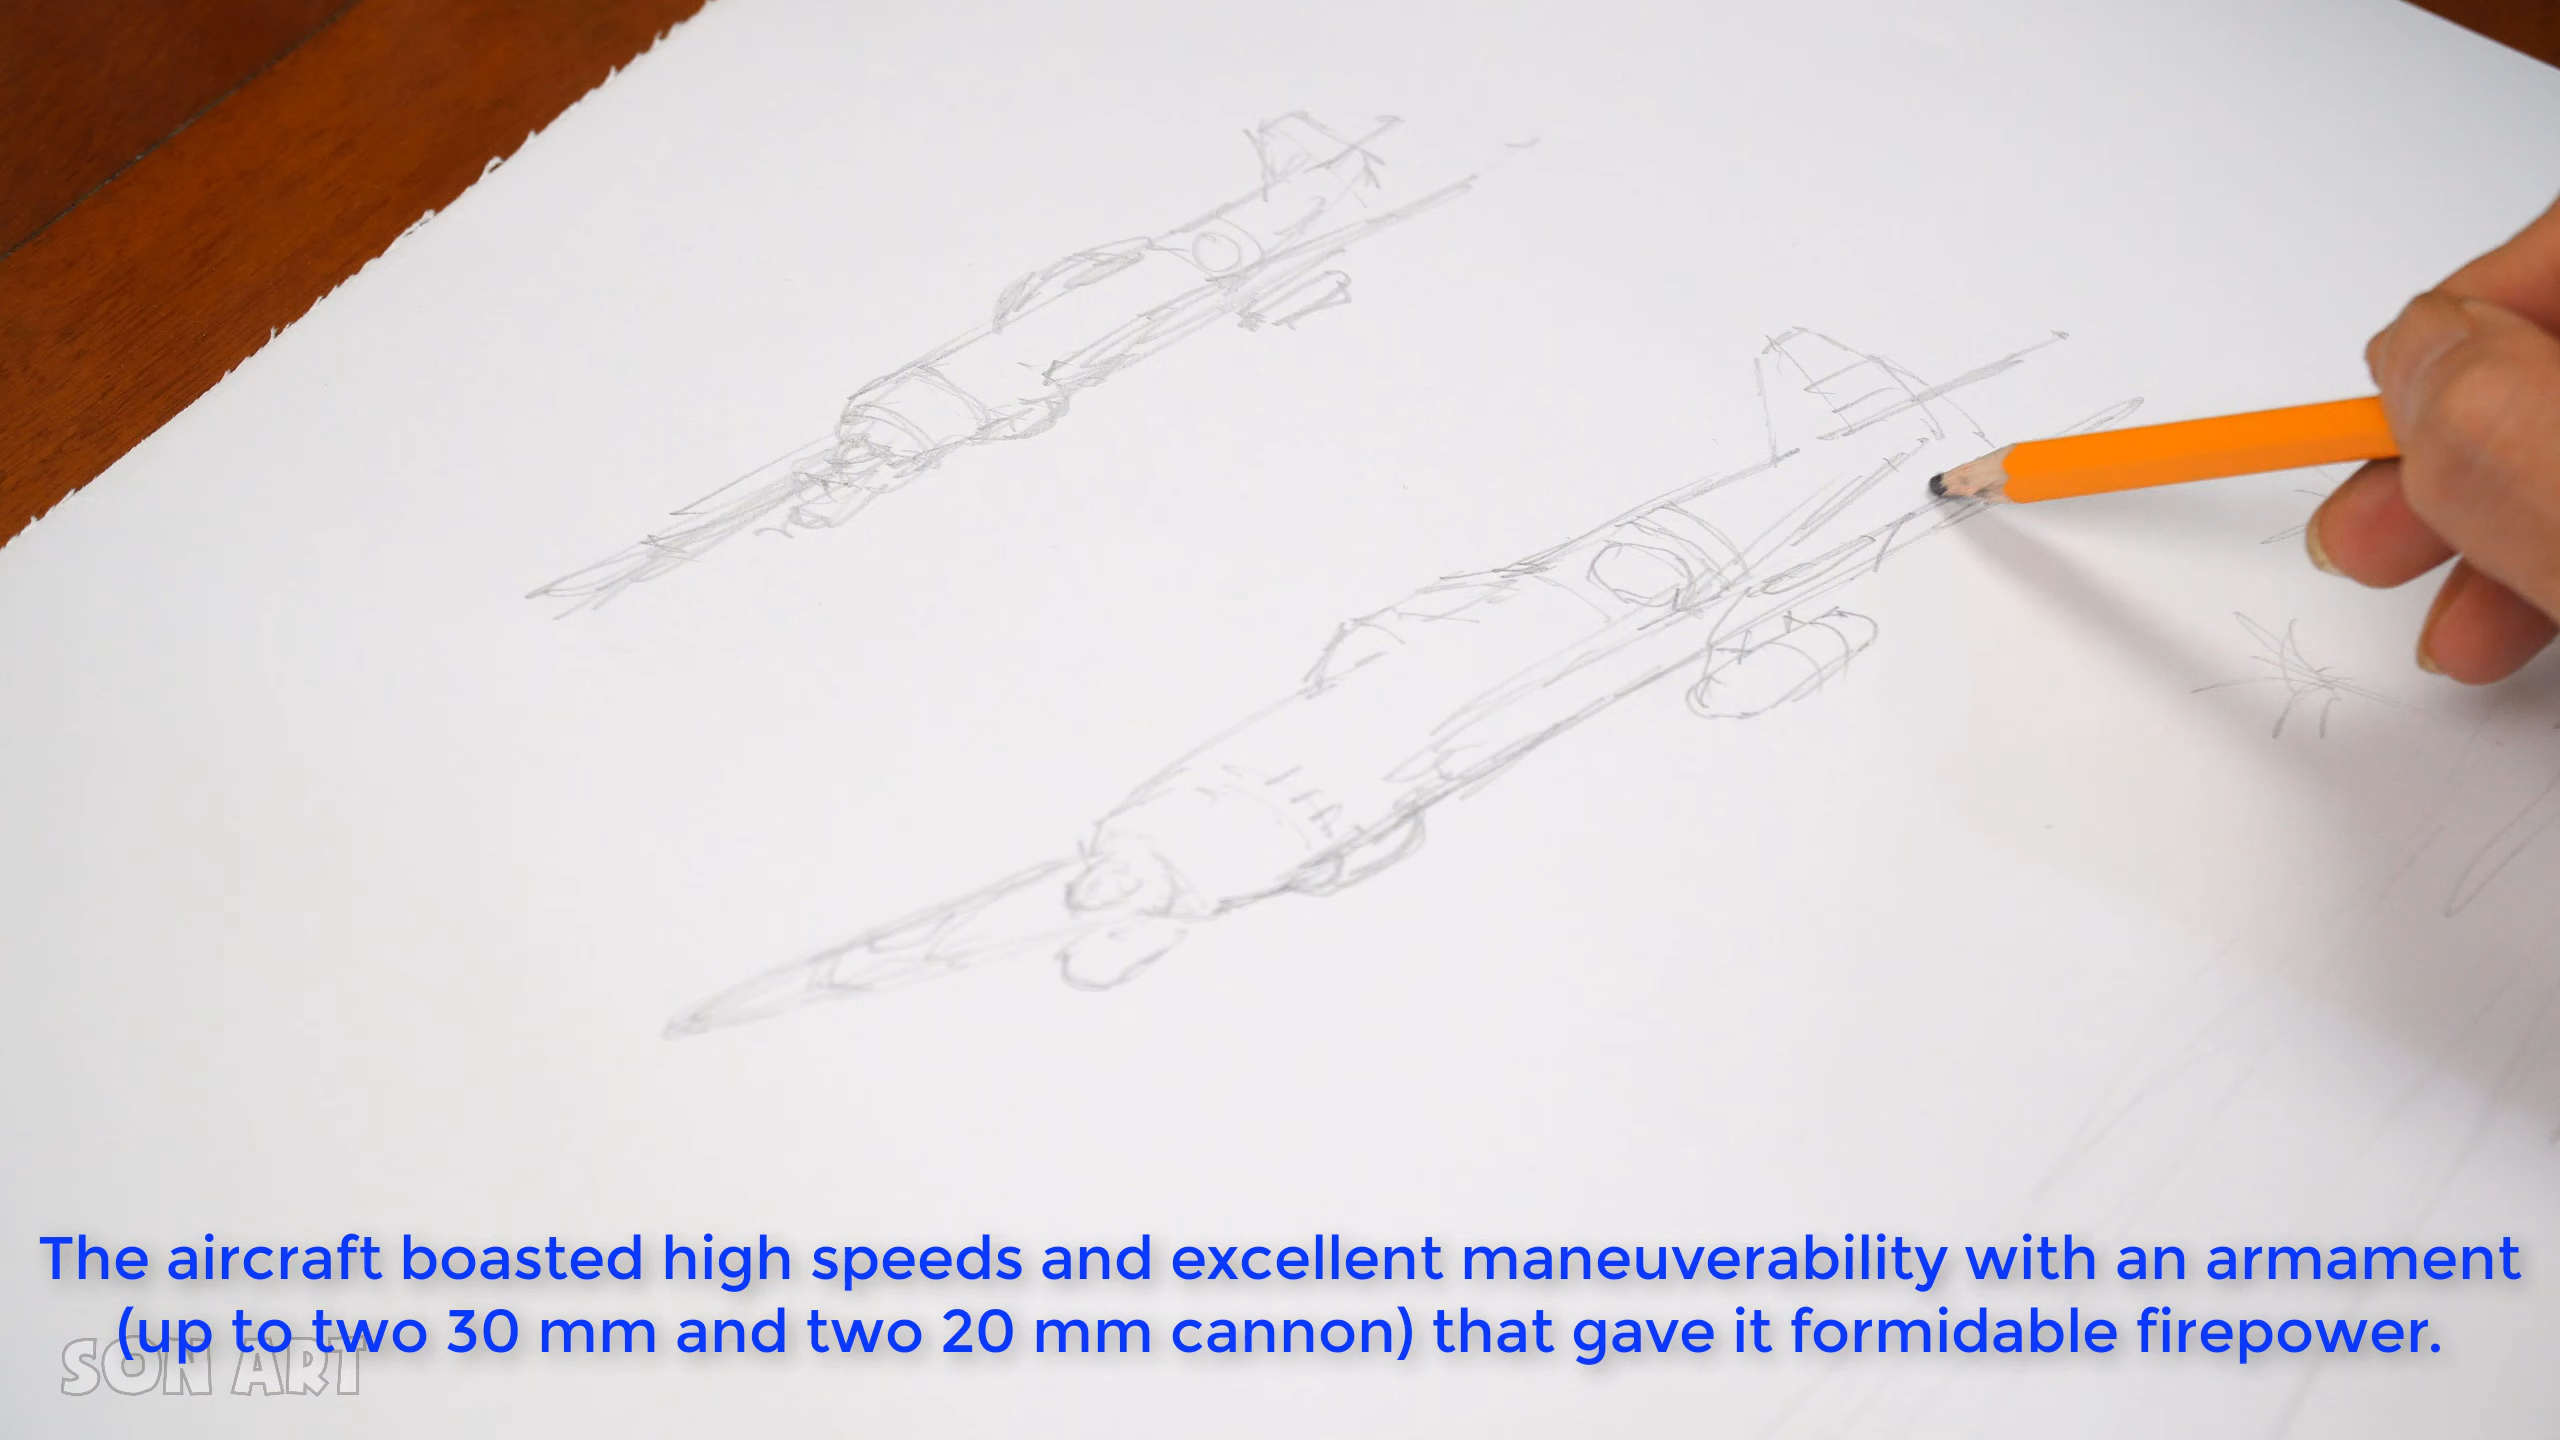 The aircraft boasted high speeds and excellent maneuverability with an armament
(up to two 30 mm and two 20 mm cannon) that gave it formidable firepower.
SON ART